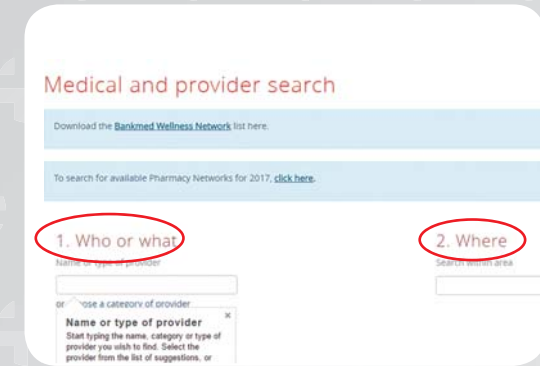 Medical and provider search
Download the Bankmed Wellness Network list here.
To search for available Pharmacy Networks for 2017, click here.
1. Who or what
Name or type of provider
or choose a category of provider
Name or type of provider
Start typing the name, category or type of
provider you wish to find. Select the
provider from the list of suggestions, or
2. Where
Search within area